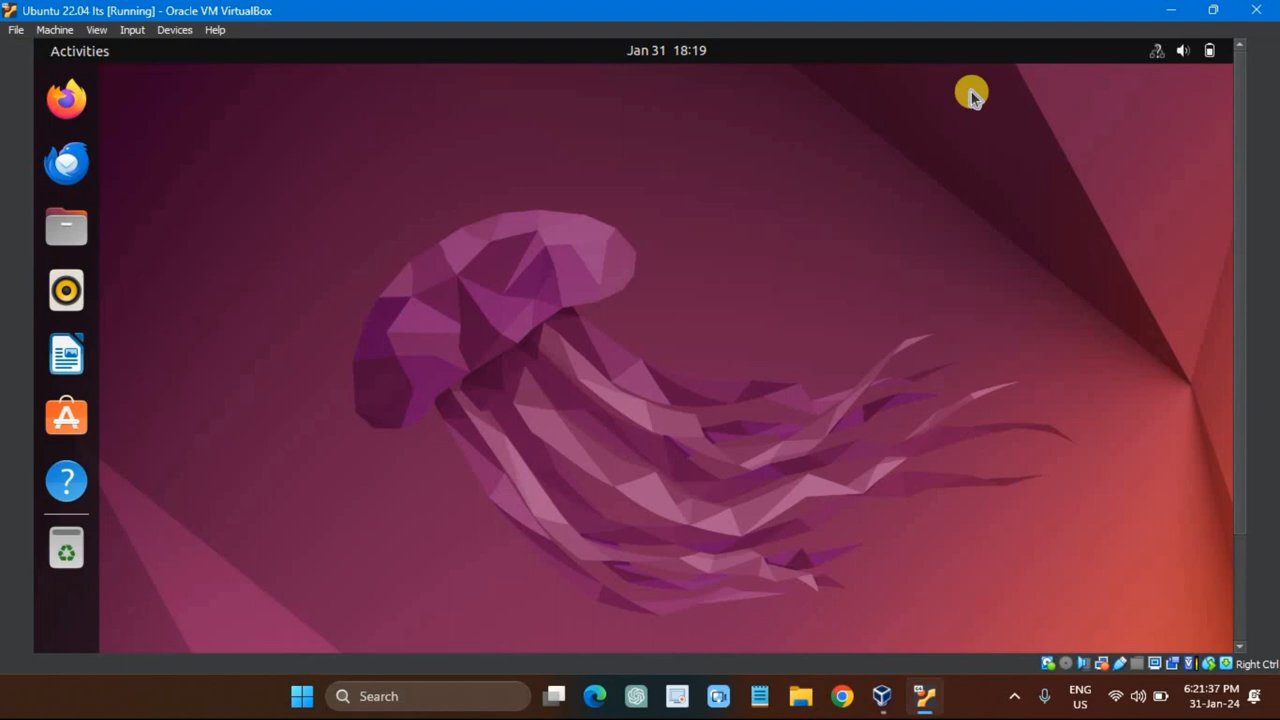 Ubuntu 22.04 lts [Running] - Oracle VM VirtualBox
File Machine View Input Devices Help
Activities
Jan 31 18:19
?
Right Ctrl
Search
ENG
US
6:21:37 PM
31-Jan-24